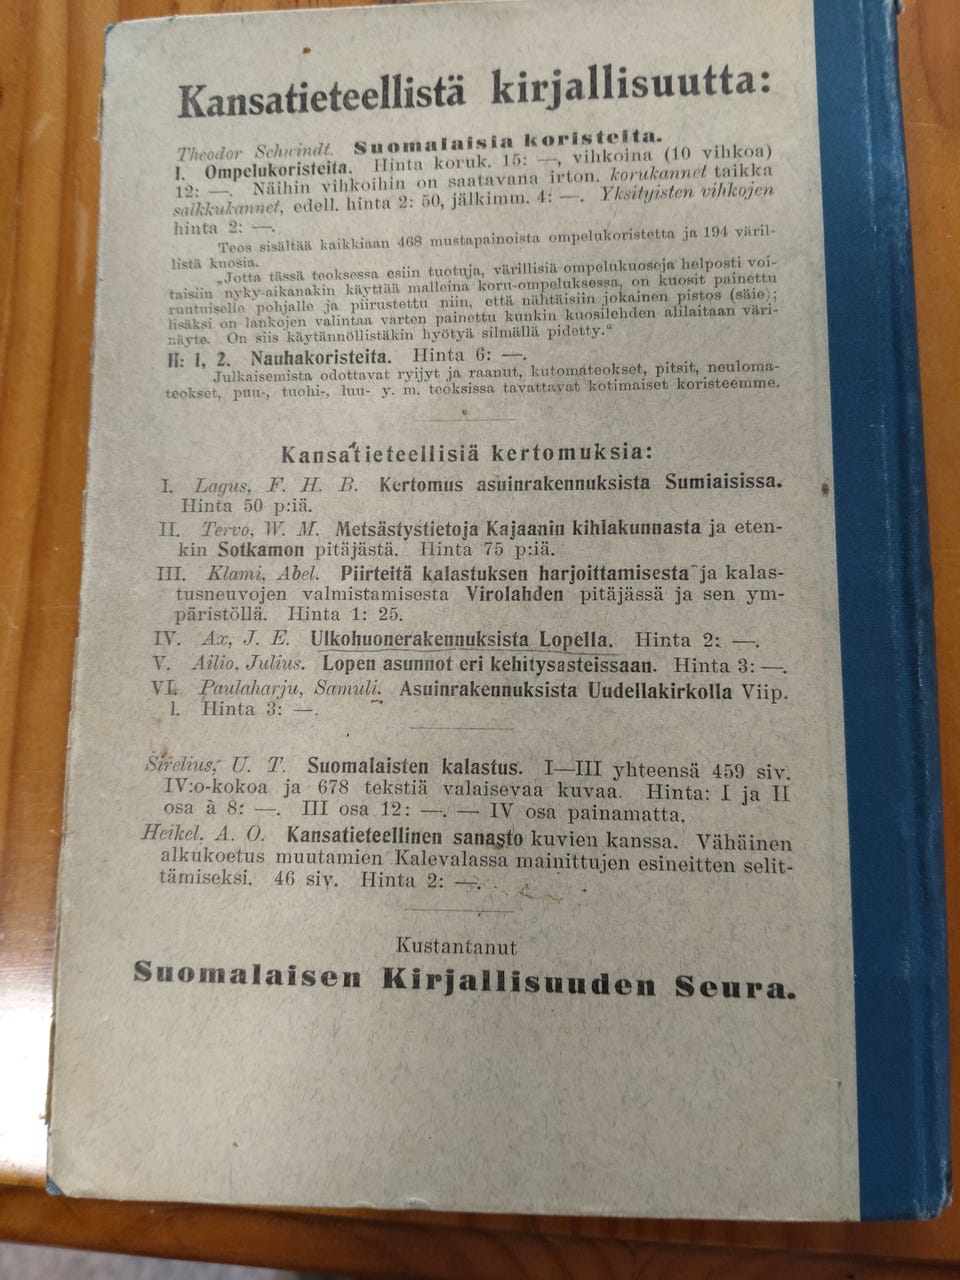 Kansatieteellistä kirjallisuutta:
Theodor Schwindt. Suomalaisia koristeita.
I. Ompelukoristeita. Hinta koruk. 15: —, vihkoina (10 vihkoa)
12: —. Näihin vihkoihin on saatavana irton. korukannet taikka
salkkukannet, edell. hinta 2: 50, jälkimm. 4: —. Yksityisten vihkojen
hinta 2: —.
Teos sisältää kaikkiaan 468 mustapainoista ompelukoristetta ja 194 väril-
listä kuosia.
„Jotta tässä teoksessa esiin tuotuja, värillisiä ompelukuoseja helposti voi-
taisiin nyky-aikanakin käyttää malleina koru-ompeluksessa, on kuosit painettu
ruutuiselle pohjalle ja piirustettu niin, että nähtäisiin jokainen pistos (säie);
lisäksi on lankojen valintaa varten painettu kunkin kuosilehden alilaitaan väri-
näyte. On siis käytännöllistäkin hyötyä silmällä pidetty.“
II: 1, 2. Nauhakoristeita. Hinta 6: —.
Julkaisemista odottavat ryijyt ja raanut, kutomateokset, pitsit, neuloma-
teokset, puu-, tuohi-, luu- y. m. teoksissa tavattavat kotimaiset koristeemme.
Kansatieteellisiä kertomuksia:
I. Lagus, F. H. B. Kertomus asuinrakennuksista Sumiaisissa.
Hinta 50 p:iä.
II. Tervo, W. M. Metsästystietoja Kajaanin kihlakunnasta ja eten-
kin Sotkamon pitäjästä. Hinta 75 p:iä.
III. Klami, Abel. Piirteitä kalastuksen harjoittamisesta ja kalas-
tusneuvojen valmistamisesta Virolahden pitäjässä ja sen ym-
päristöllä. Hinta 1: 25.
IV. Ax, J. E. Ulkohuonerakennuksista Lopella. Hinta 2: —.
V. Ailio, Julius. Lopen asunnot eri kehitysasteissaan. Hinta 3: —.
VI. Paulaharju, Samuli. Asuinrakennuksista Uudellakirkolla Viip.
l. Hinta 3: —.
Sirelius, U. T. Suomalaisten kalastus. I—III yhteensä 459 siv.
IV:o-kokoa ja 678 tekstiä valaisevaa kuvaa. Hinta: I ja II
osa à 8: —. III osa 12: —. — IV osa painamatta.
Heikel, A. O. Kansatieteellinen sanasto kuvien kanssa. Vähäinen
alkukoetus muutamien Kalevalassa mainittujen esineitten selit-
tämiseksi. 46 siv. Hinta 2: —.
Kustantanut
Suomalaisen Kirjallisuuden Seura.